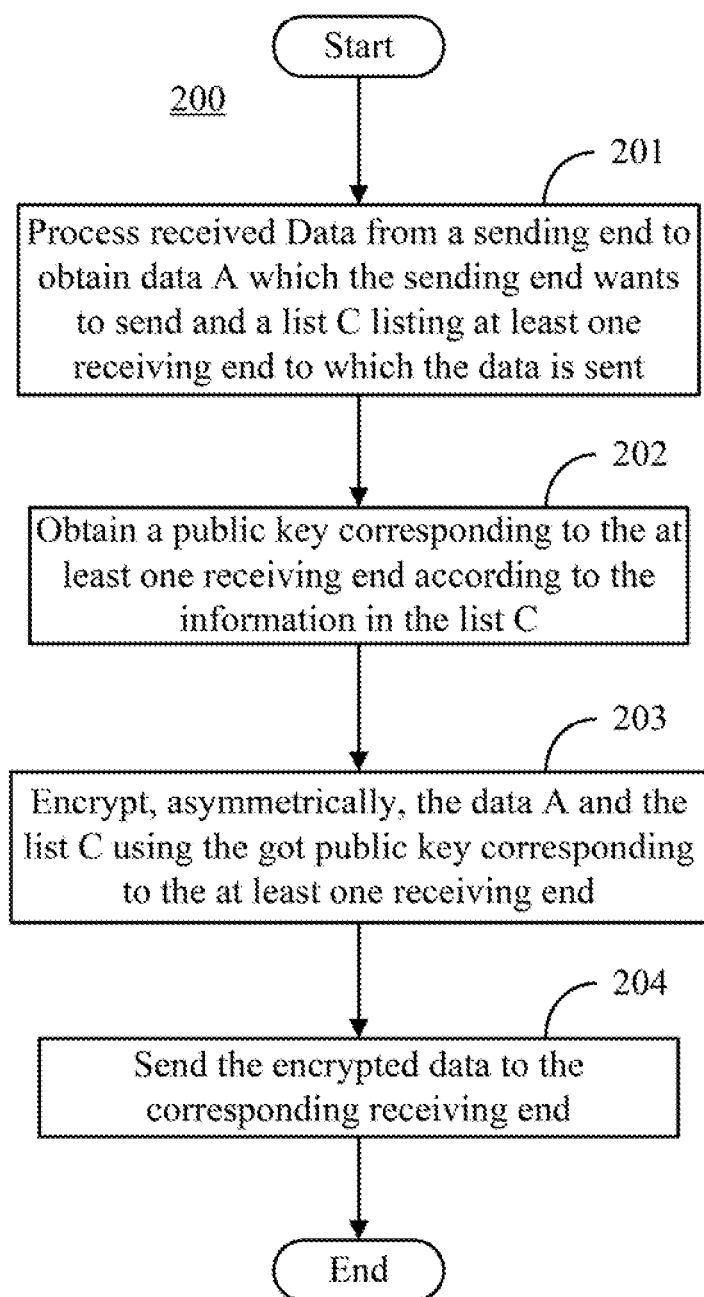 Start
200
201
Process received Data from a sending end to
obtain data A which the sending end wants
to send and a list C listing at least one
receiving end to which the data is sent
202
Obtain a public key corresponding to the at
least one receiving end according to the
information in the list C
203
Encrypt, asymmetrically, the data A and the
list C using the got public key corresponding
to the at least one receiving end
204
Send the encrypted data to the
corresponding receiving end
End